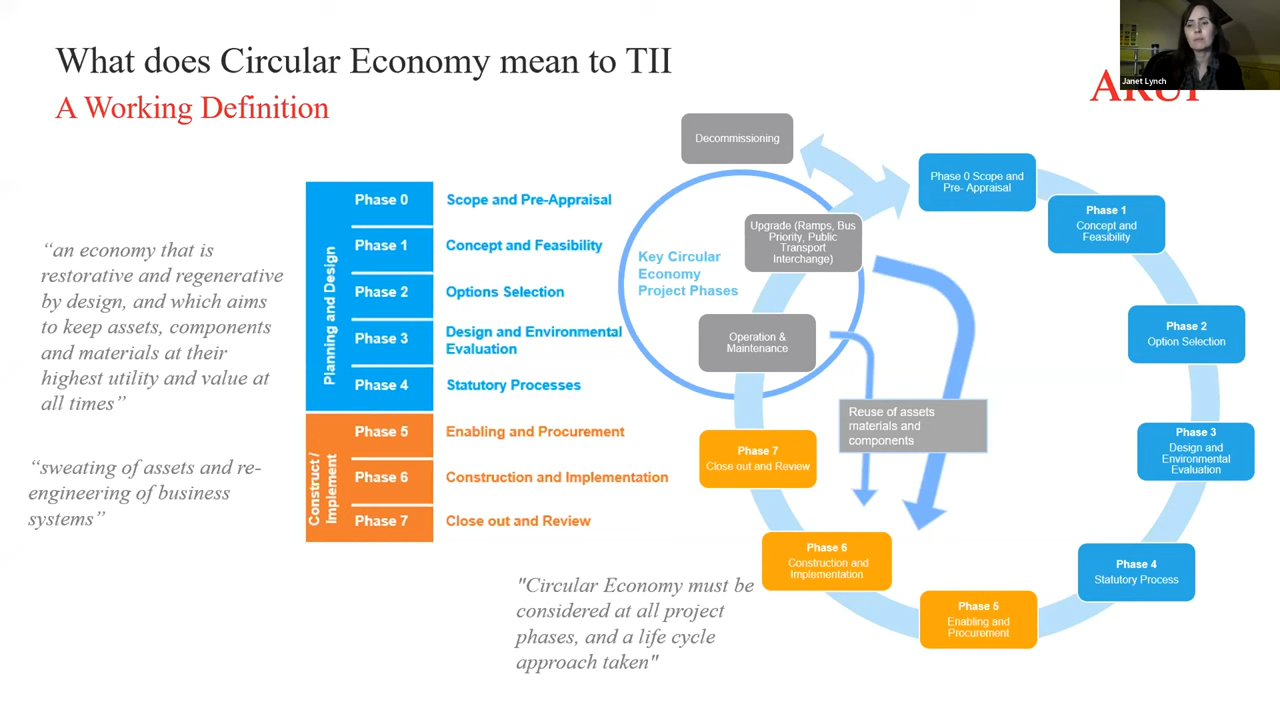 What does Circular Economy mean to TII
A Working Definition
Janet Lynch
“an economy that is
restorative and regenerative
by design, and which aims
to keep assets, components
and materials at their
highest utility and value at
all times”
“sweating of assets and re-
engineering of business
systems”
Planning and Design
Phase 0 Scope and Pre-Appraisal
Phase 1 Concept and Feasibility
Phase 2 Options Selection
Phase 3 Design and Environmental
Evaluation
Phase 4 Statutory Processes
Construct /
Implement
Phase 5 Enabling and Procurement
Phase 6 Construction and Implementation
Phase 7 Close out and Review
"Circular Economy must be
considered at all project
phases, and a life cycle
approach taken"
Decommissioning
Key Circular
Economy
Project Phases
Upgrade (Ramps, Bus
Priority, Public
Transport
Interchange)
Operation &
Maintenance
Reuse of assets
materials and
components
Phase 0 Scope and
Pre- Appraisal
Phase 1
Concept and
Feasibility
Phase 2
Option Selection
Phase 3
Design and
Environmental
Evaluation
Phase 4
Statutory Process
Phase 5
Enabling and
Procurement
Phase 6
Construction and
Implementation
Phase 7
Close out and Review